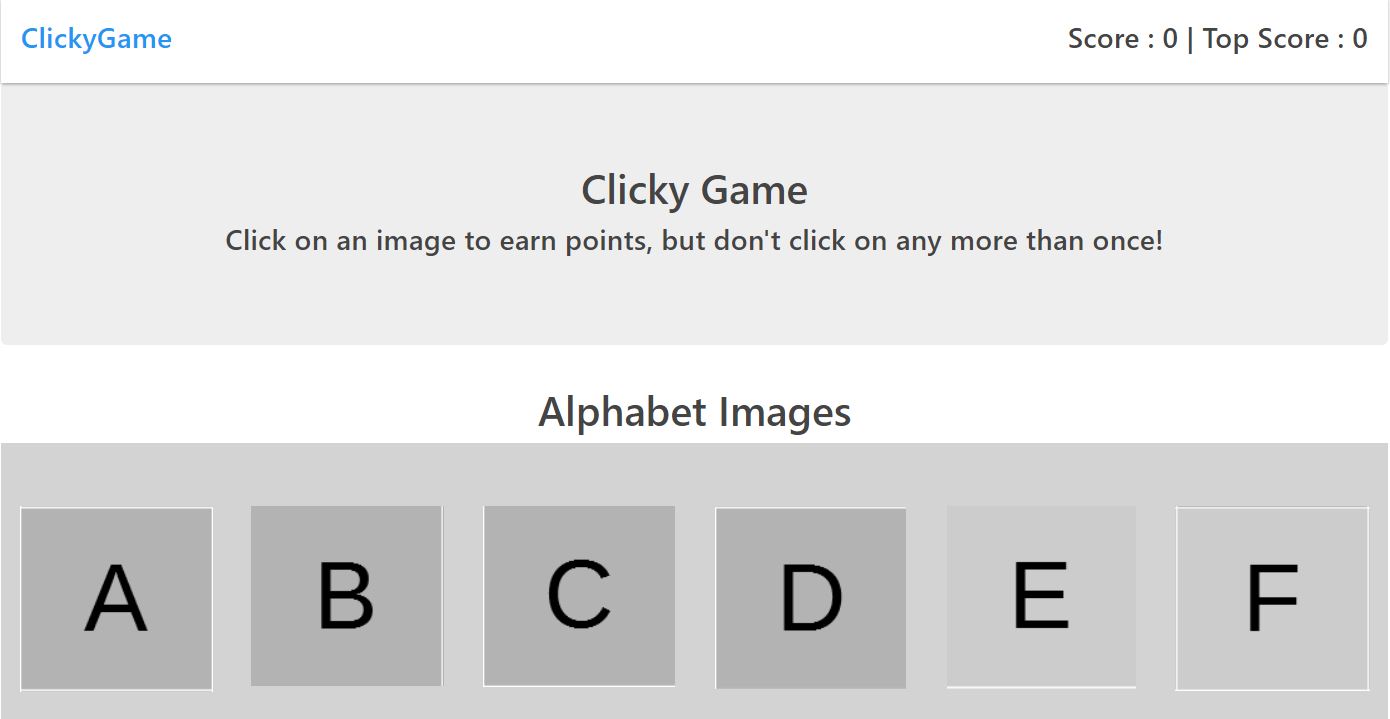 ClickyGame Score : 0 | Top Score : 0
Clicky Game
Click on an image to earn points, but don't click on any more than once!
Alphabet Images
A B C D E F